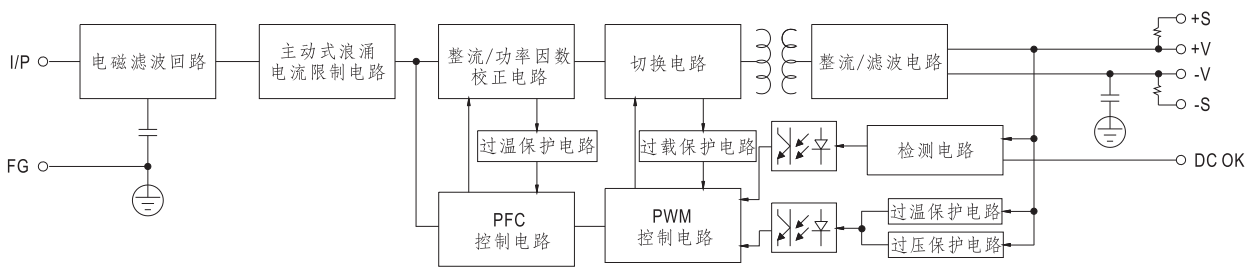 +S
I/P
电磁滤波回路
主动式浪涌
电流限制电路
整流/功率因数
校正电路
切换电路
整流/滤波电路
+V
-V
-S
过温保护电路
过载保护电路
检测电路
FG
DC OK
PFC
控制电路
PWM
控制电路
过温保护电路
过压保护电路